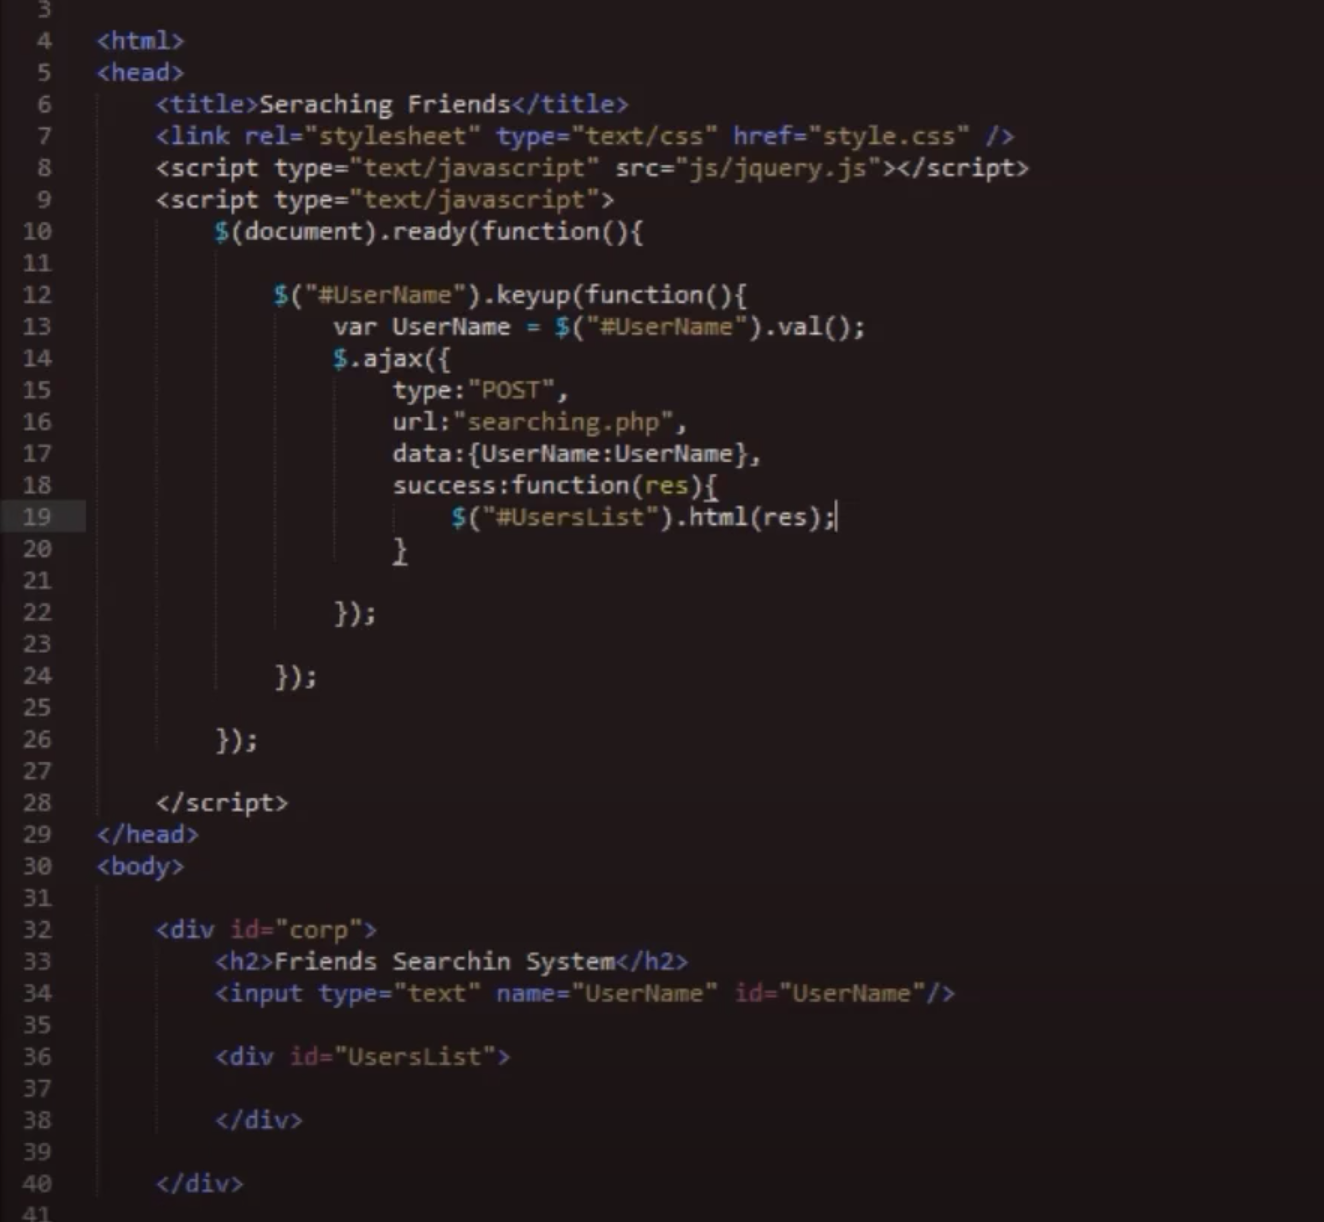 3
4 <html>
5 <head>
6 <title>Seraching Friends</title>
7 <link rel="stylesheet" type="text/css" href="style.css" />
8 <script type="text/javascript" src="js/jquery.js"></script>
9 <script type="text/javascript">
10 $(document).ready(function(){
11
12 $("#UserName").keyup(function(){
13 var UserName = $("#UserName").val();
14 $.ajax({
15 type:"POST",
16 url:"searching.php",
17 data:{UserName:UserName},
18 success:function(res){
19 $("#UsersList").html(res);
20 }
21
22 });
23
24 });
25
26 });
27
28 </script>
29 </head>
30 <body>
31
32 <div id="corp">
33 <h2>Friends Searchin System</h2>
34 <input type="text" name="UserName" id="UserName"/>
35
36 <div id="UsersList">
37
38 </div>
39
40 </div>
41